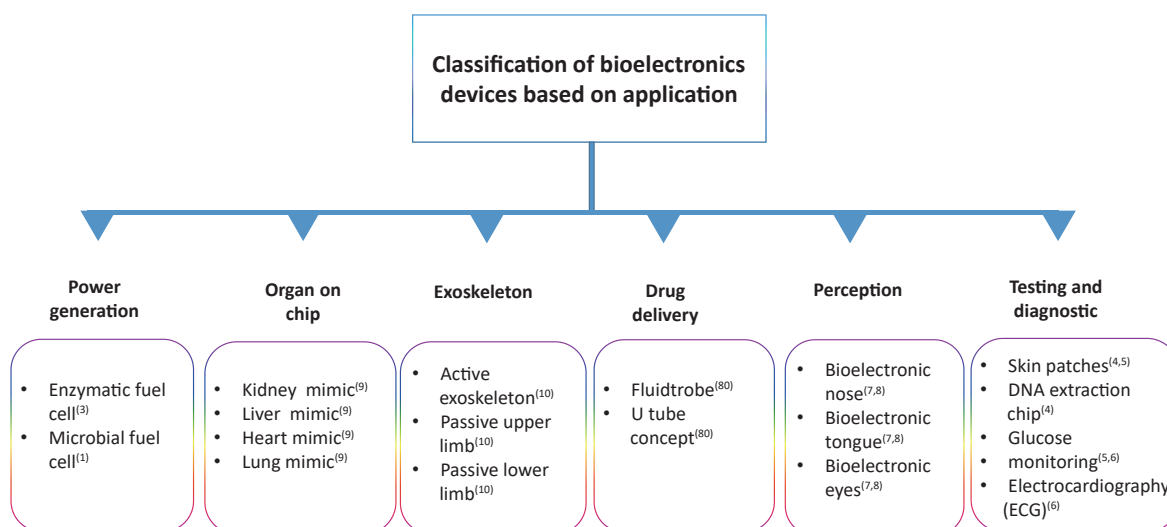 Classification of bioelectronics
devices based on application
Power
generation
Organ on
chip
Exoskeleton
Drug
delivery
Perception
Testing and
diagnostic
• Enzymatic fuel
cell(3)
• Microbial fuel
cell(1)
• Kidney mimic(9)
• Liver mimic(9)
• Heart mimic(9)
• Lung mimic(9)
• Active
exoskeleton(10)
• Passive upper
limb(10)
• Passive lower
limb(10)
• Fluidtrobe(80)
• U tube
concept(80)
• Bioelectronic
nose(7,8)
• Bioelectronic
tongue(7,8)
• Bioelectronic
eyes(7,8)
• Skin patches(4,5)
• DNA extraction
chip(4)
• Glucose
• monitoring(5,6)
• Electrocardiography
(ECG)(6)